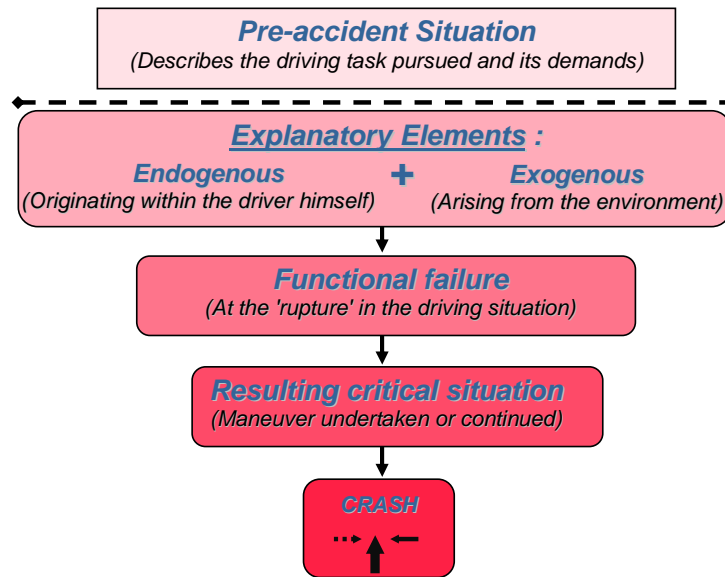 Pre-accident Situation
(Describes the driving task pursued and its demands)
Explanatory Elements :
Endogenous + Exogenous
(Originating within the driver himself) (Arising from the environment)
Functional failure
(At the 'rupture' in the driving situation)
Resulting critical situation
(Maneuver undertaken or continued)
CRASH